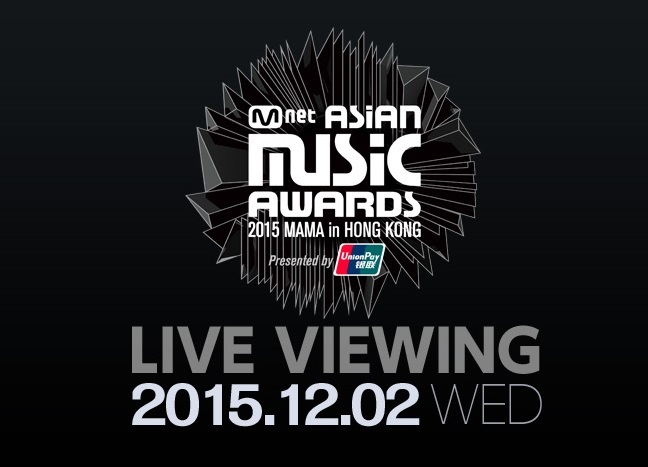 Mnet ASIAN
MUSIC
AWARDS
2015 MAMA in HONG KONG
Presented by UnionPay
银联
LIVE VIEWING
2015.12.02 WED